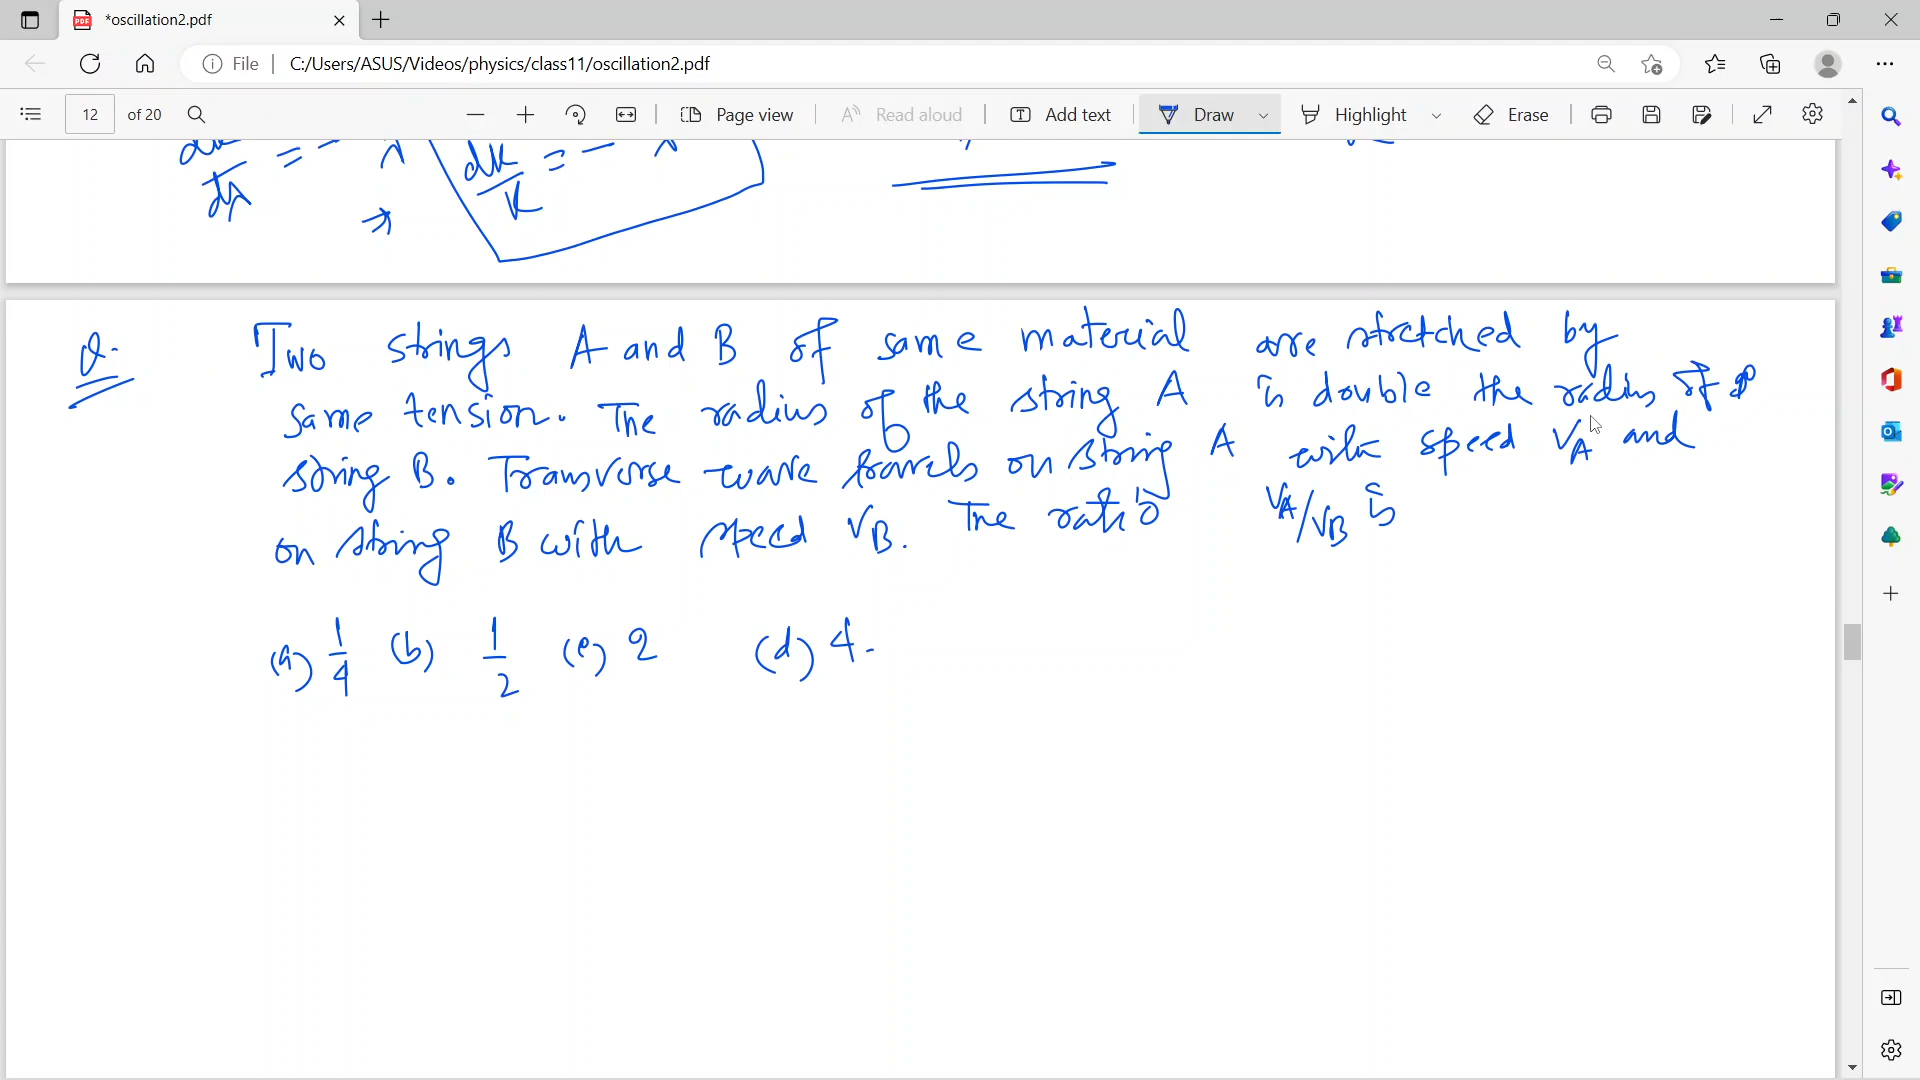 *oscillation2.pdf
File C:/Users/ASUS/Videos/physics/class11/oscillation2.pdf
12 of 20 Page view Read aloud Add text Draw Highlight Erase
= -
dλ λ dk/k = - λ
Q. Two strings A and B of same material are stretched by
same tension. The radius of the string A is double the radius of
string B. Transverse wave travels on string A with speed VA and
on string B with speed VB. The ratio VA/VB is
(a) 1/4 (b) 1/2 (c) 2 (d) 4.